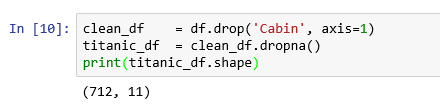 In [10]: clean_df    = df.drop('Cabin', axis=1)
titanic_df  = clean_df.dropna()
print(titanic_df.shape)
(712, 11)